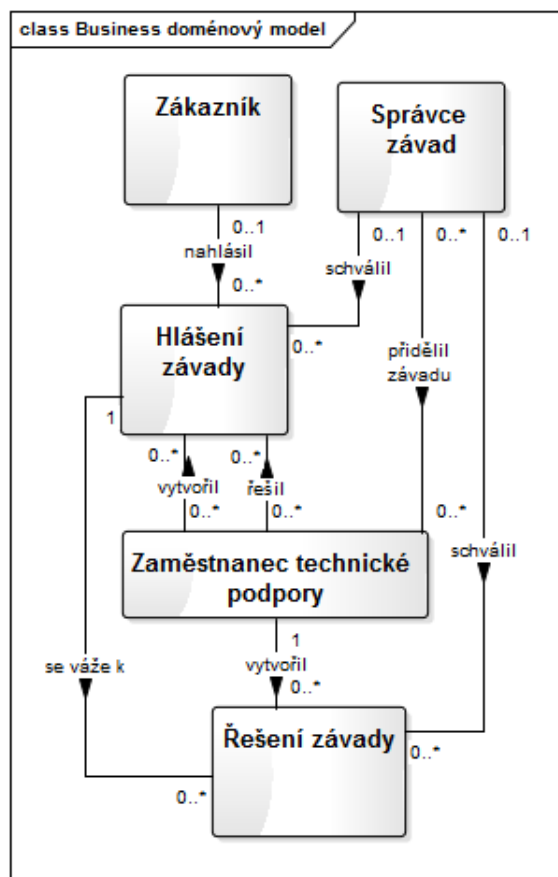 class Business doménový model
Zákazník
Správce
závad
0..1
0..1
0..*
0..1
nahlásil
schválil
0..*
Hlášení
závady
0..*
přidělil
závadu
1
0..*
0..*
vytvořil
řešil
0..*
0..*
0..*
Zaměstnanec technické
podpory
schválil
1
vytvořil
se váže k
0..*
Řešení závady
0..*
0..*